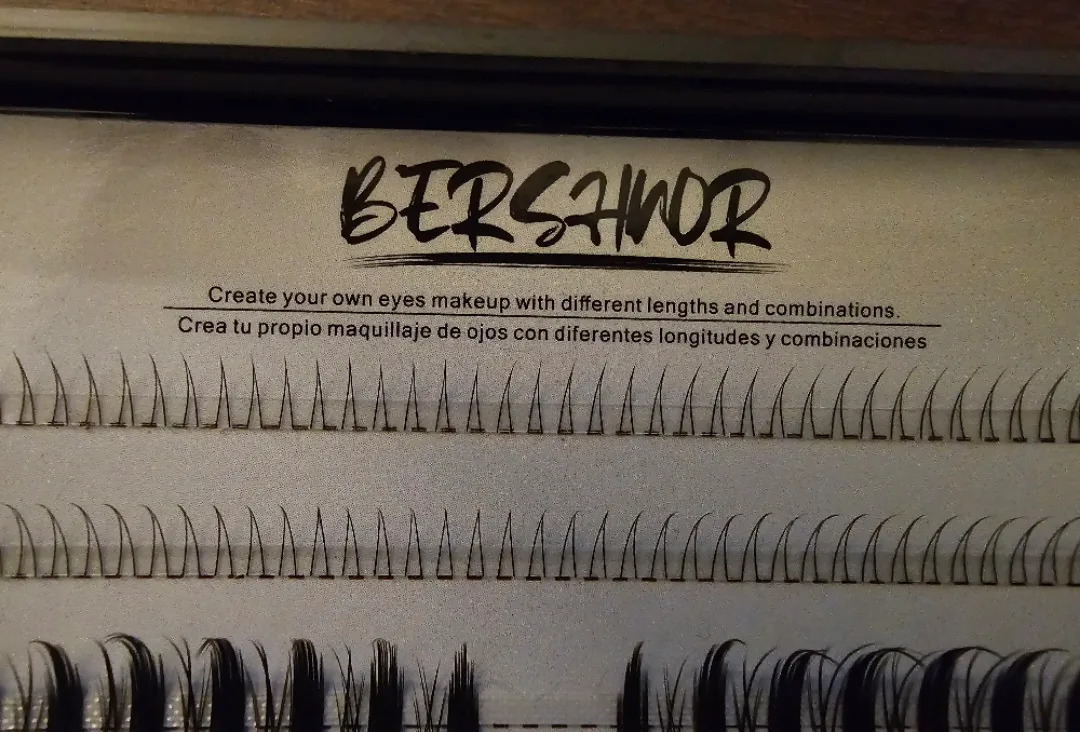 BERSHWOR
Create your own eyes makeup with different lengths and combinations.
Crea tu propio maquillaje de ojos con diferentes longitudes y combinaciones